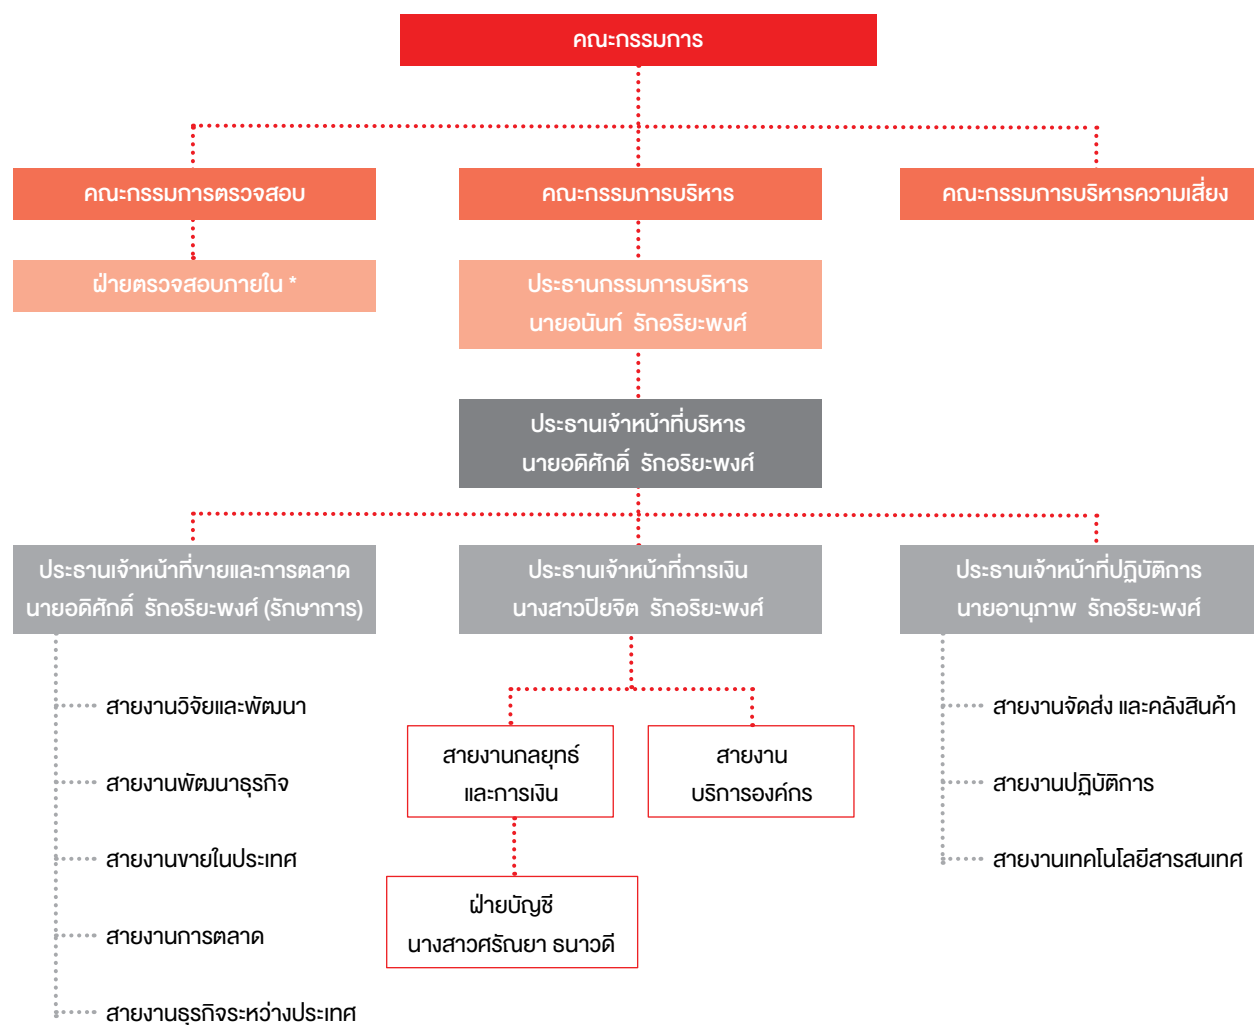 คณะกรรมการ
คณะกรรมการตรวจสอบ
คณะกรรมการบริหาร
คณะกรรมการบริหารความเสี่ยง
ฝ่ายตรวจสอบภายใน *
ประธานกรรมการบริหาร
นายอนันท์ รักอริยะพงศ์
ประธานเจ้าหน้าที่บริหาร
นายอดิศักดิ์ รักอริยะพงศ์
ประธานเจ้าหน้าที่ขายและการตลาด
นายอดิศักดิ์ รักอริยะพงศ์ (รักษาการ)
ประธานเจ้าหน้าที่การเงิน
นางสาวปิยจิต รักอริยะพงศ์
ประธานเจ้าหน้าที่ปฏิบัติการ
นายอานุภาพ รักอริยะพงศ์
สายงานวิจัยและพัฒนา
สายงานพัฒนาธุรกิจ
สายงานขายในประเทศ
สายงานการตลาด
สายงานธุรกิจระหว่างประเทศ
สายงานกลยุทธ์
และการเงิน
สายงาน
บริการองค์กร
ฝ่ายบัญชี
นางสาวศรัณยา ธนาวดี
สายงานจัดส่ง และคลังสินค้า
สายงานปฏิบัติการ
สายงานเทคโนโลยีสารสนเทศ